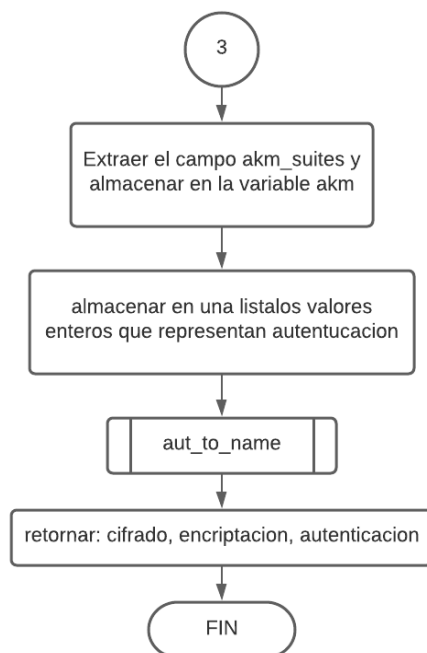 3
Extraer el campo akm_suites y
almacenar en la variable akm
almacenar en una listalos valores
enteros que representan autentucacion
aut_to_name
retornar: cifrado, encriptacion, autenticacion
FIN